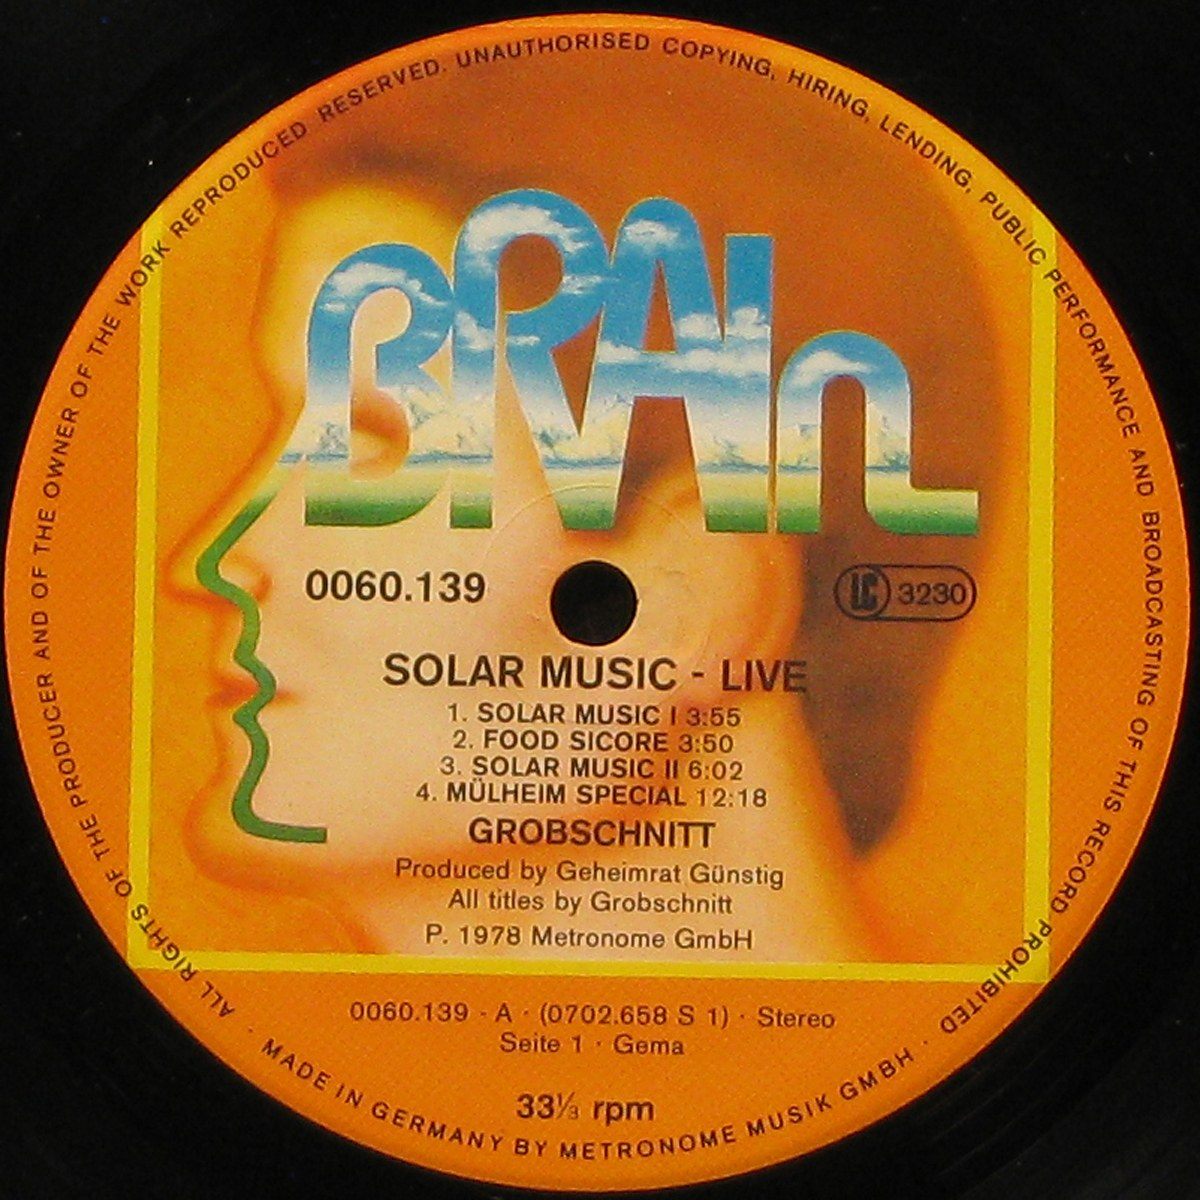 ALL RIGHTS OF THE PRODUCER AND OF THE OWNER OF THE WORK REPRODUCED RESERVED. UNAUTHORISED COPYING, HIRING, LENDING, PUBLIC PERFORMANCE AND BROADCASTING OF THIS RECORD PROHIBITED ·
BRAIn
0060.139
LC 3230
SOLAR MUSIC - LIVE
1. SOLAR MUSIC I 3:55
2. FOOD SICORE 3:50
3. SOLAR MUSIC II 6:02
4. MÜLHEIM SPECIAL 12:18
GROBSCHNITT
Produced by Geheimrat Günstig
All titles by Grobschnitt
P. 1978 Metronome GmbH
0060.139 - A · (0702.658 S 1) · Stereo
Seite 1 · Gema
33⅓ rpm
MADE IN GERMANY BY METRONOME MUSIK GMBH ·